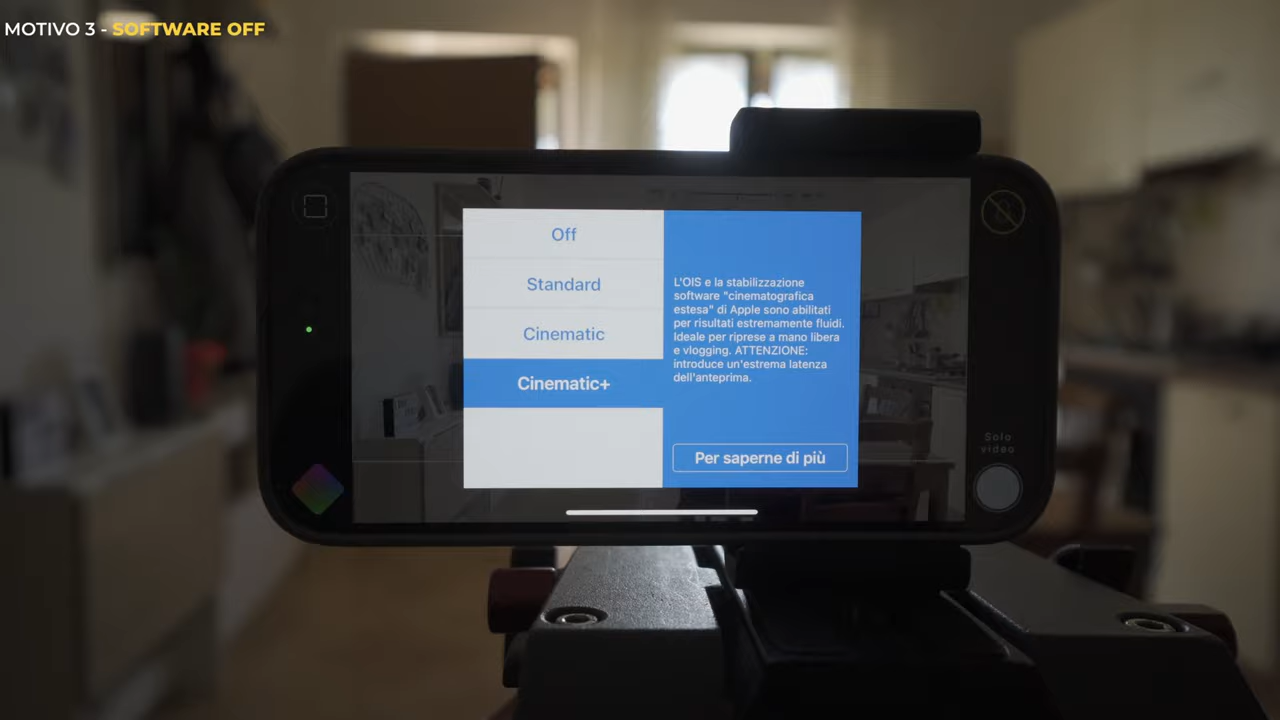 MOTIVO 3 - SOFTWARE OFF
Off
Standard
Cinematic
Cinematic+
L'OIS e la stabilizzazione
software "cinematografica
estesa" di Apple sono abilitati
per risultati estremamente fluidi.
Ideale per riprese a mano libera
e vlogging. ATTENZIONE:
introduce un'estrema latenza
dell'anteprima.
Per saperne di più
Solo
video